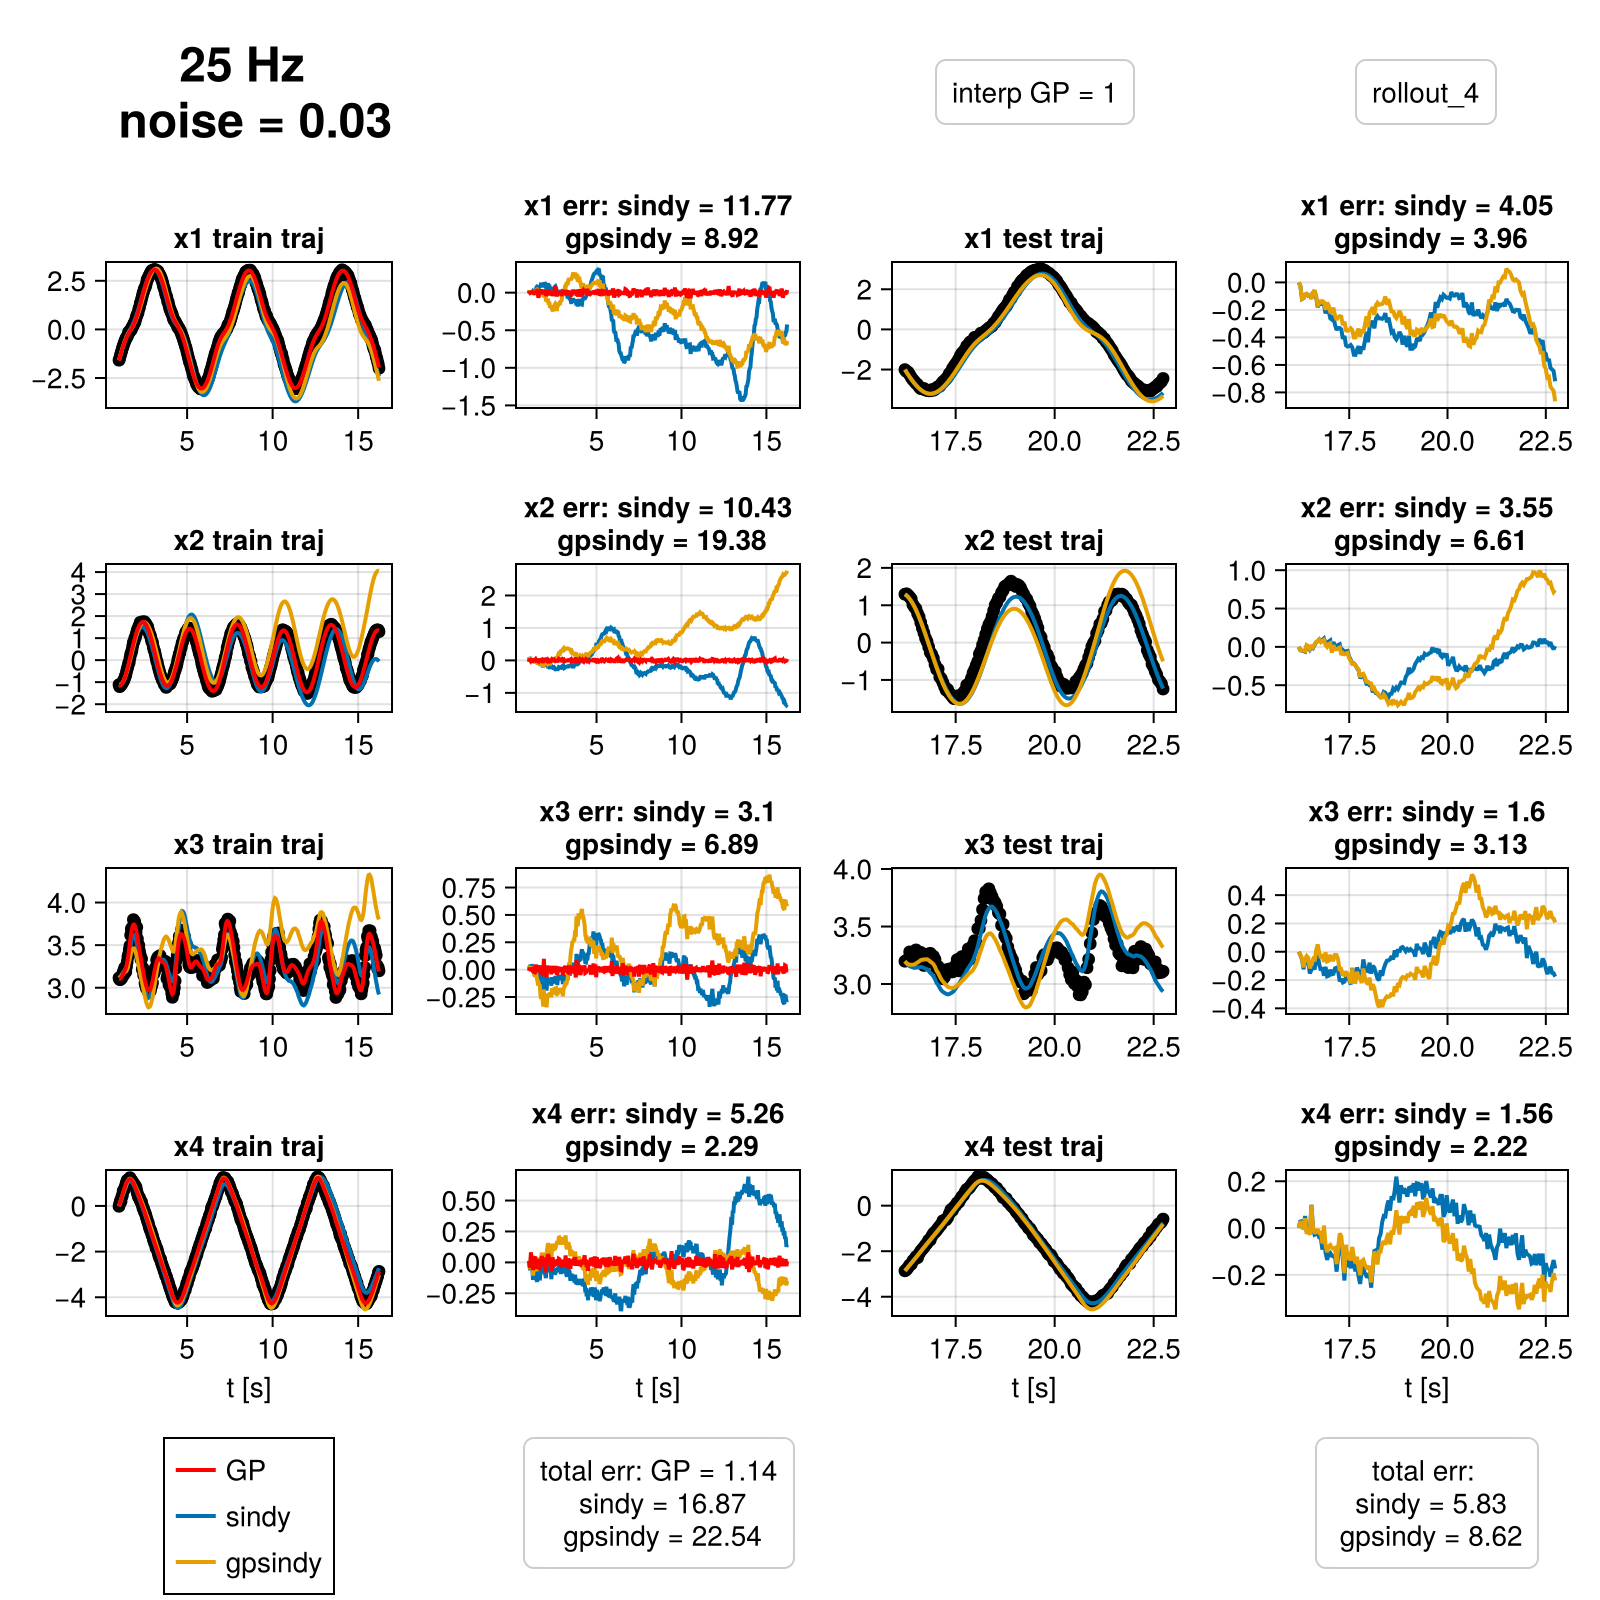 25 Hz
noise = 0.03
interp GP = 1
rollout_4
x1 train traj
2.5
0.0
−2.5
5
10
15
x1 err: sindy = 11.77
gpsindy = 8.92
0.0
−0.5
−1.0
−1.5
5
10
15
x1 test traj
2
0
−2
17.5
20.0
22.5
x1 err: sindy = 4.05
gpsindy = 3.96
0.0
−0.2
−0.4
−0.6
−0.8
17.5
20.0
22.5
x2 train traj
4
3
2
1
0
−1
−2
5
10
15
x2 err: sindy = 10.43
gpsindy = 19.38
2
1
0
−1
5
10
15
x2 test traj
2
1
0
−1
17.5
20.0
22.5
x2 err: sindy = 3.55
gpsindy = 6.61
1.0
0.5
0.0
−0.5
17.5
20.0
22.5
x3 train traj
4.0
3.5
3.0
5
10
15
x3 err: sindy = 3.1
gpsindy = 6.89
0.75
0.50
0.25
0.00
−0.25
5
10
15
x3 test traj
4.0
3.5
3.0
17.5
20.0
22.5
x3 err: sindy = 1.6
gpsindy = 3.13
0.4
0.2
0.0
−0.2
−0.4
17.5
20.0
22.5
x4 train traj
0
−2
−4
5
10
15
t [s]
x4 err: sindy = 5.26
gpsindy = 2.29
0.50
0.25
0.00
−0.25
5
10
15
t [s]
x4 test traj
0
−2
−4
17.5
20.0
22.5
t [s]
x4 err: sindy = 1.56
gpsindy = 2.22
0.2
0.0
−0.2
17.5
20.0
22.5
t [s]
GP
sindy
gpsindy
total err: GP = 1.14
sindy = 16.87
gpsindy = 22.54
total err:
sindy = 5.83
gpsindy = 8.62